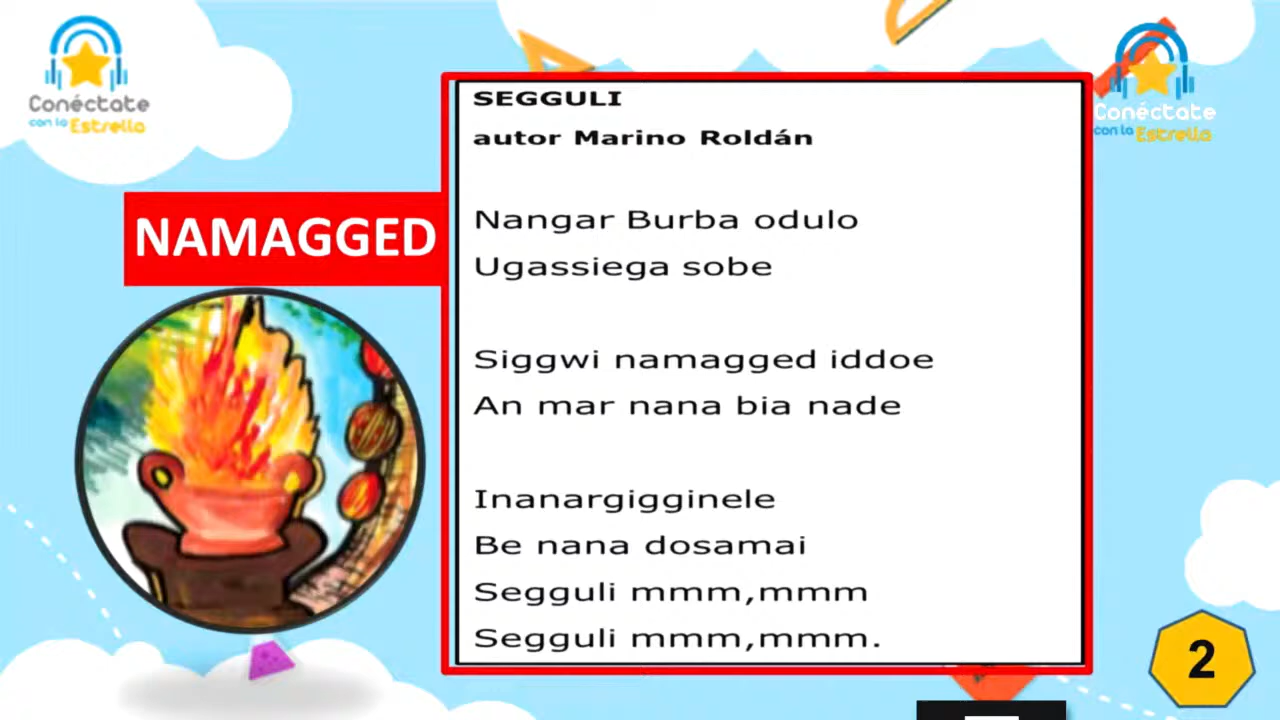 Conéctate
con la Estrella
Conéctate
con la Estrella
SEGGULI
autor Marino Roldán
NAMAGGED
Nangar Burba odulo
Ugassiega sobe
Siggwi namagged iddoe
An mar nana bia nade
Inanargigginele
Be nana dosamai
Segguli mmm,mmm
Segguli mmm,mmm.
2